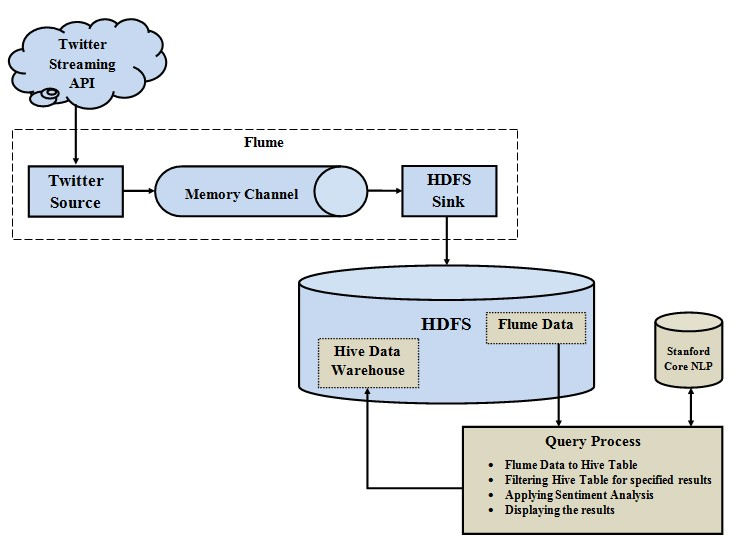 Twitter
Streaming
API
Flume
Twitter
Source
Memory Channel
HDFS
Sink
HDFS
Flume Data
Hive Data
Warehouse
Stanford
Core NLP
Query Process
• Flume Data to Hive Table
• Filtering Hive Table for specified results
• Applying Sentiment Analysis
• Displaying the results